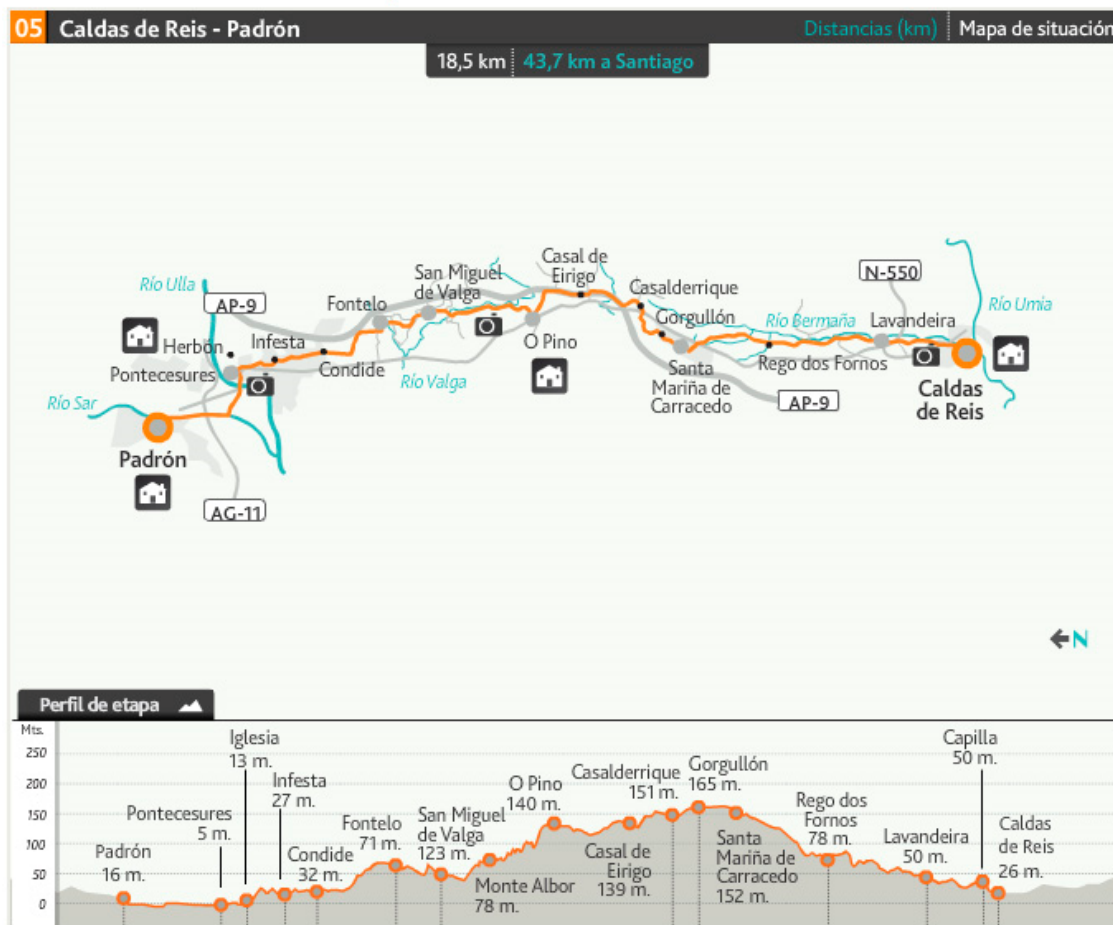 05 Caldas de Reis - Padrón
Distancias (km) Mapa de situación
18,5 km 43,7 km a Santiago
Río Ulla
AP-9
Herbón
Pontecesures
Infesta
Condide
Fontelo
San Miguel
de Valga
Río Valga
O Pino
Casal de
Eirigo
Casalderrique
Gorgullón
Santa
Mariña de
Carracedo
AP-9
Río Bermaña
Rego dos Fornos
N-550
Lavandeira
Río Umia
Caldas
de Reis
Río Sar
Padrón
AG-11
N
Perfil de etapa
Mts.
250
200
150
100
50
0
Padrón
16 m.
Pontecesures
5 m.
Iglesia
13 m.
Infesta
27 m.
Condide
32 m.
Fontelo
71 m.
San Miguel
de Valga
123 m.
Monte Albor
78 m.
O Pino
140 m.
Casal de
Eirigo
139 m.
Casalderrique
151 m.
Gorgullón
165 m.
Santa
Mariña de
Carracedo
152 m.
Rego dos
Fornos
78 m.
Lavandeira
50 m.
Capilla
50 m.
Caldas
de Reis
26 m.